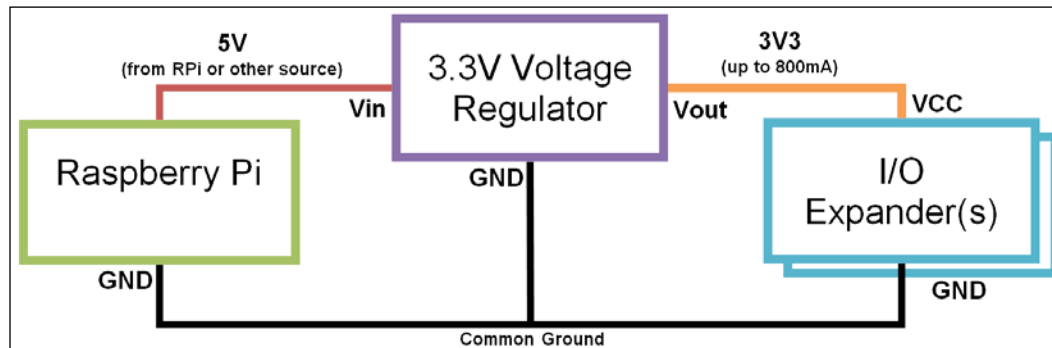 5V
(from RPi or other source)
3.3V Voltage
Regulator
3V3
(up to 800mA)
Vin
Vout
VCC
Raspberry Pi
GND
I/O
Expander(s)
GND
GND
Common Ground